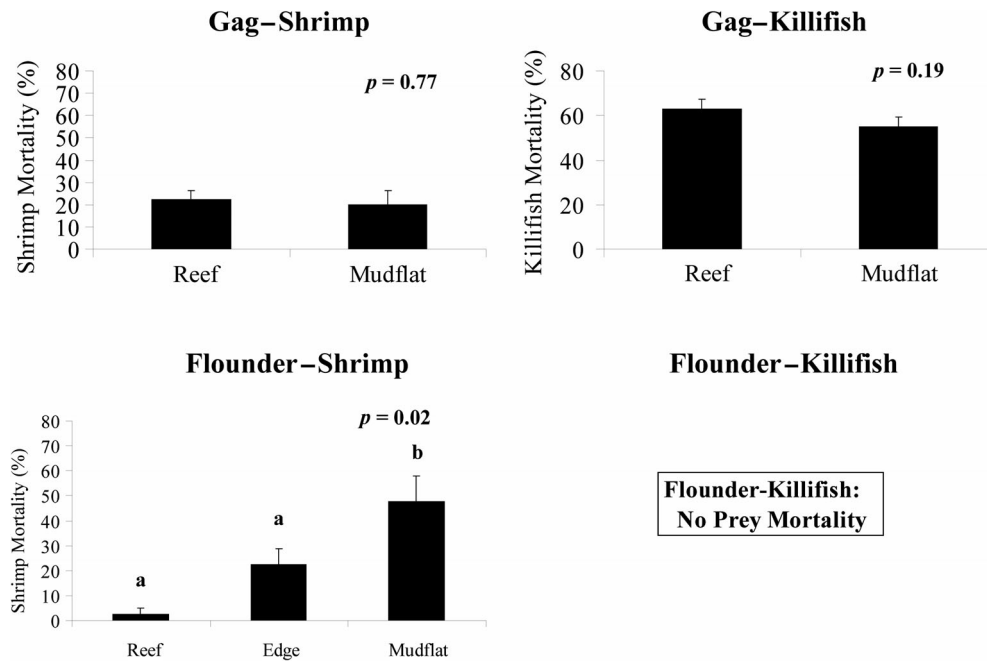 Gag–Shrimp
Shrimp Mortality (%)
80
70
60
50
40
30
20
10
0
p = 0.77
Reef Mudflat
Gag–Killifish
Killifish Mortality (%)
80
60
40
20
0
p = 0.19
Reef Mudflat
Flounder–Shrimp
Shrimp Mortality (%)
80
70
60
50
40
30
20
10
0
p = 0.02
a
a
b
Reef Edge Mudflat
Flounder–Killifish
Flounder-Killifish:
No Prey Mortality